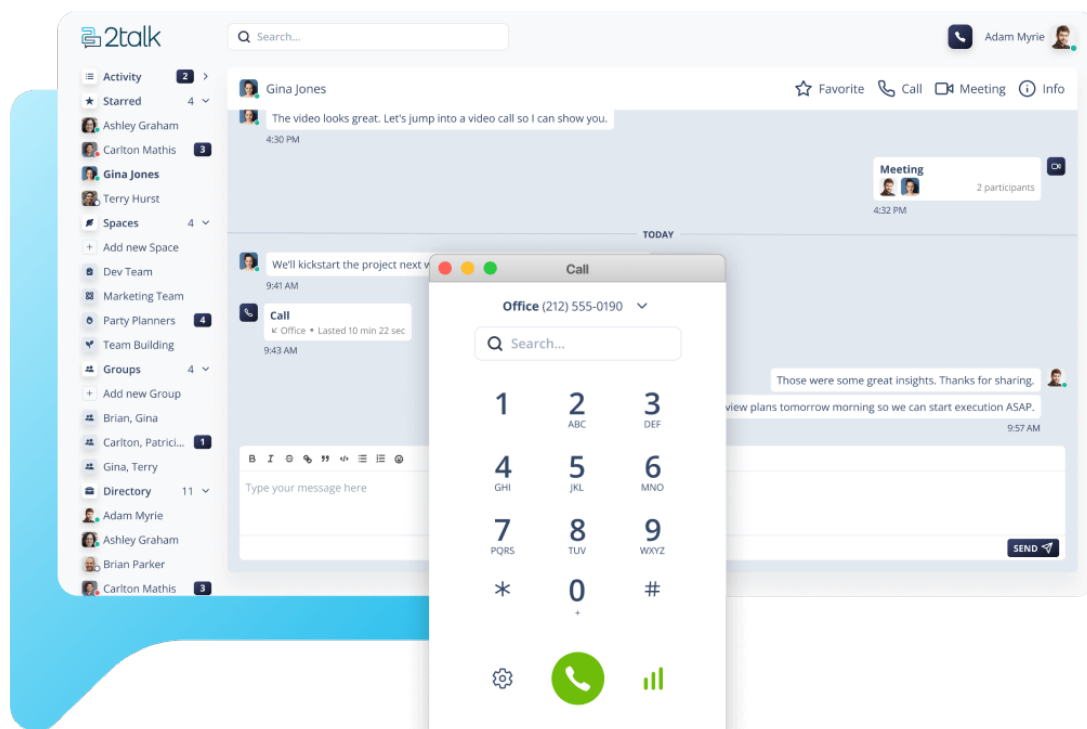 2talk
Search...
Adam Myrie
Activity 2
Starred 4
Ashley Graham
Carlton Mathis 3
Gina Jones
Terry Hurst
Spaces 4
Add new Space
Dev Team
Marketing Team
Party Planners 4
Team Building
Groups 4
Add new Group
Brian, Gina
Carlton, Patrici... 1
Gina, Terry
Directory 11
Adam Myrie
Ashley Graham
Brian Parker
Carlton Mathis 3
Gina Jones
Favorite Call Meeting Info
The video looks great. Let's jump into a video call so I can show you.
4:30 PM
Meeting
2 participants
4:32 PM
TODAY
We'll kickstart the project next
9:41 AM
Call
Office • Lasted 10 min 22 sec
9:43 AM
Those were some great insights. Thanks for sharing.
view plans tomorrow morning so we can start execution ASAP.
9:57 AM
B I S
Type your message here
SEND
Call
Office (212) 555-0190
Search...
1 2 3
ABC DEF
4 5 6
GHI JKL MNO
7 8 9
PQRS TUV WXYZ
* 0 #
+